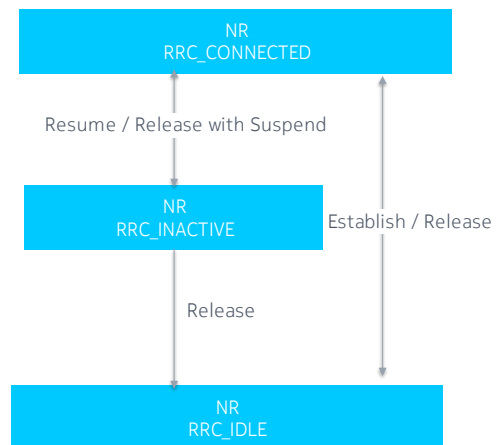 NR
RRC_CONNECTED
Resume / Release with Suspend
NR
RRC_INACTIVE
Establish / Release
Release
NR
RRC_IDLE